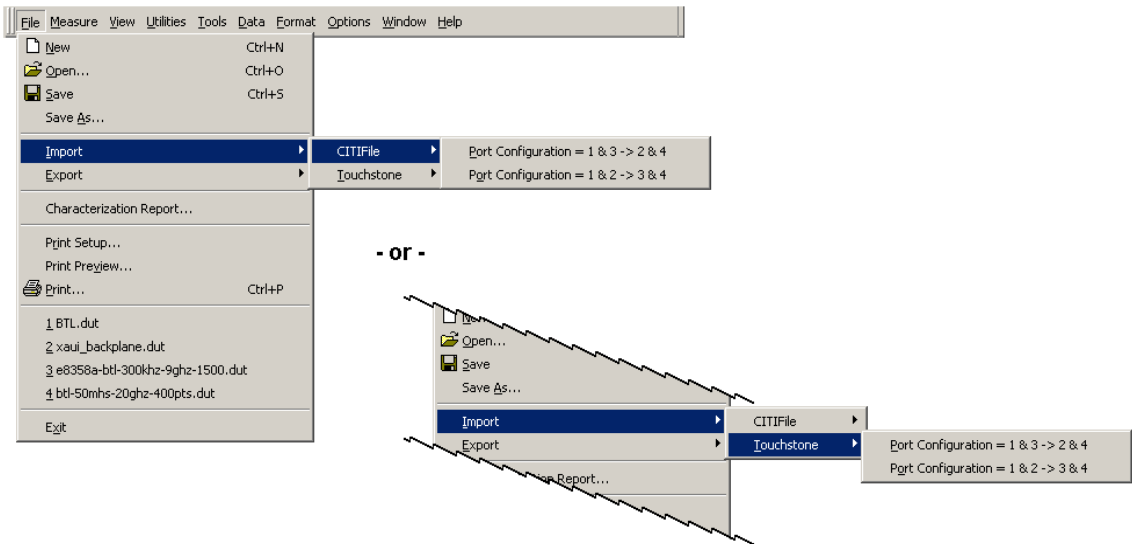 File Measure View Utilities Tools Data Format Options Window Help
New Ctrl+N
Open... Ctrl+O
Save Ctrl+S
Save As...
Import
Export
Characterization Report...
Print Setup...
Print Preview...
Print... Ctrl+P
1 BTL.dut
2 xaui_backplane.dut
3 e8358a-btl-300khz-9ghz-1500.dut
4 btl-50mhs-20ghz-400pts.dut
Exit
CITIFile
Touchstone
Port Configuration = 1 & 3 -> 2 & 4
Port Configuration = 1 & 2 -> 3 & 4
- or -
New
Open...
Save
Save As...
Import
Export
Report...
CITIFile
Touchstone
Port Configuration = 1 & 3 -> 2 & 4
Port Configuration = 1 & 2 -> 3 & 4